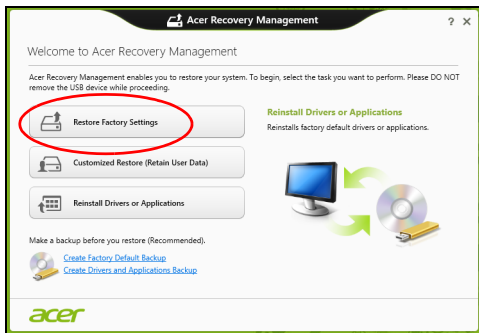 Acer Recovery Management
? X
Welcome to Acer Recovery Management
Acer Recovery Management enables you to restore your system. To begin, select the task you want to perform. Please DO NOT
remove the USB device while proceeding.
Restore Factory Settings
Reinstall Drivers or Applications
Reinstalls factory default drivers or applications.
Customized Restore (Retain User Data)
Reinstall Drivers or Applications
Make a backup before you restore (Recommended).
Create Factory Default Backup
Create Drivers and Applications Backup
acer